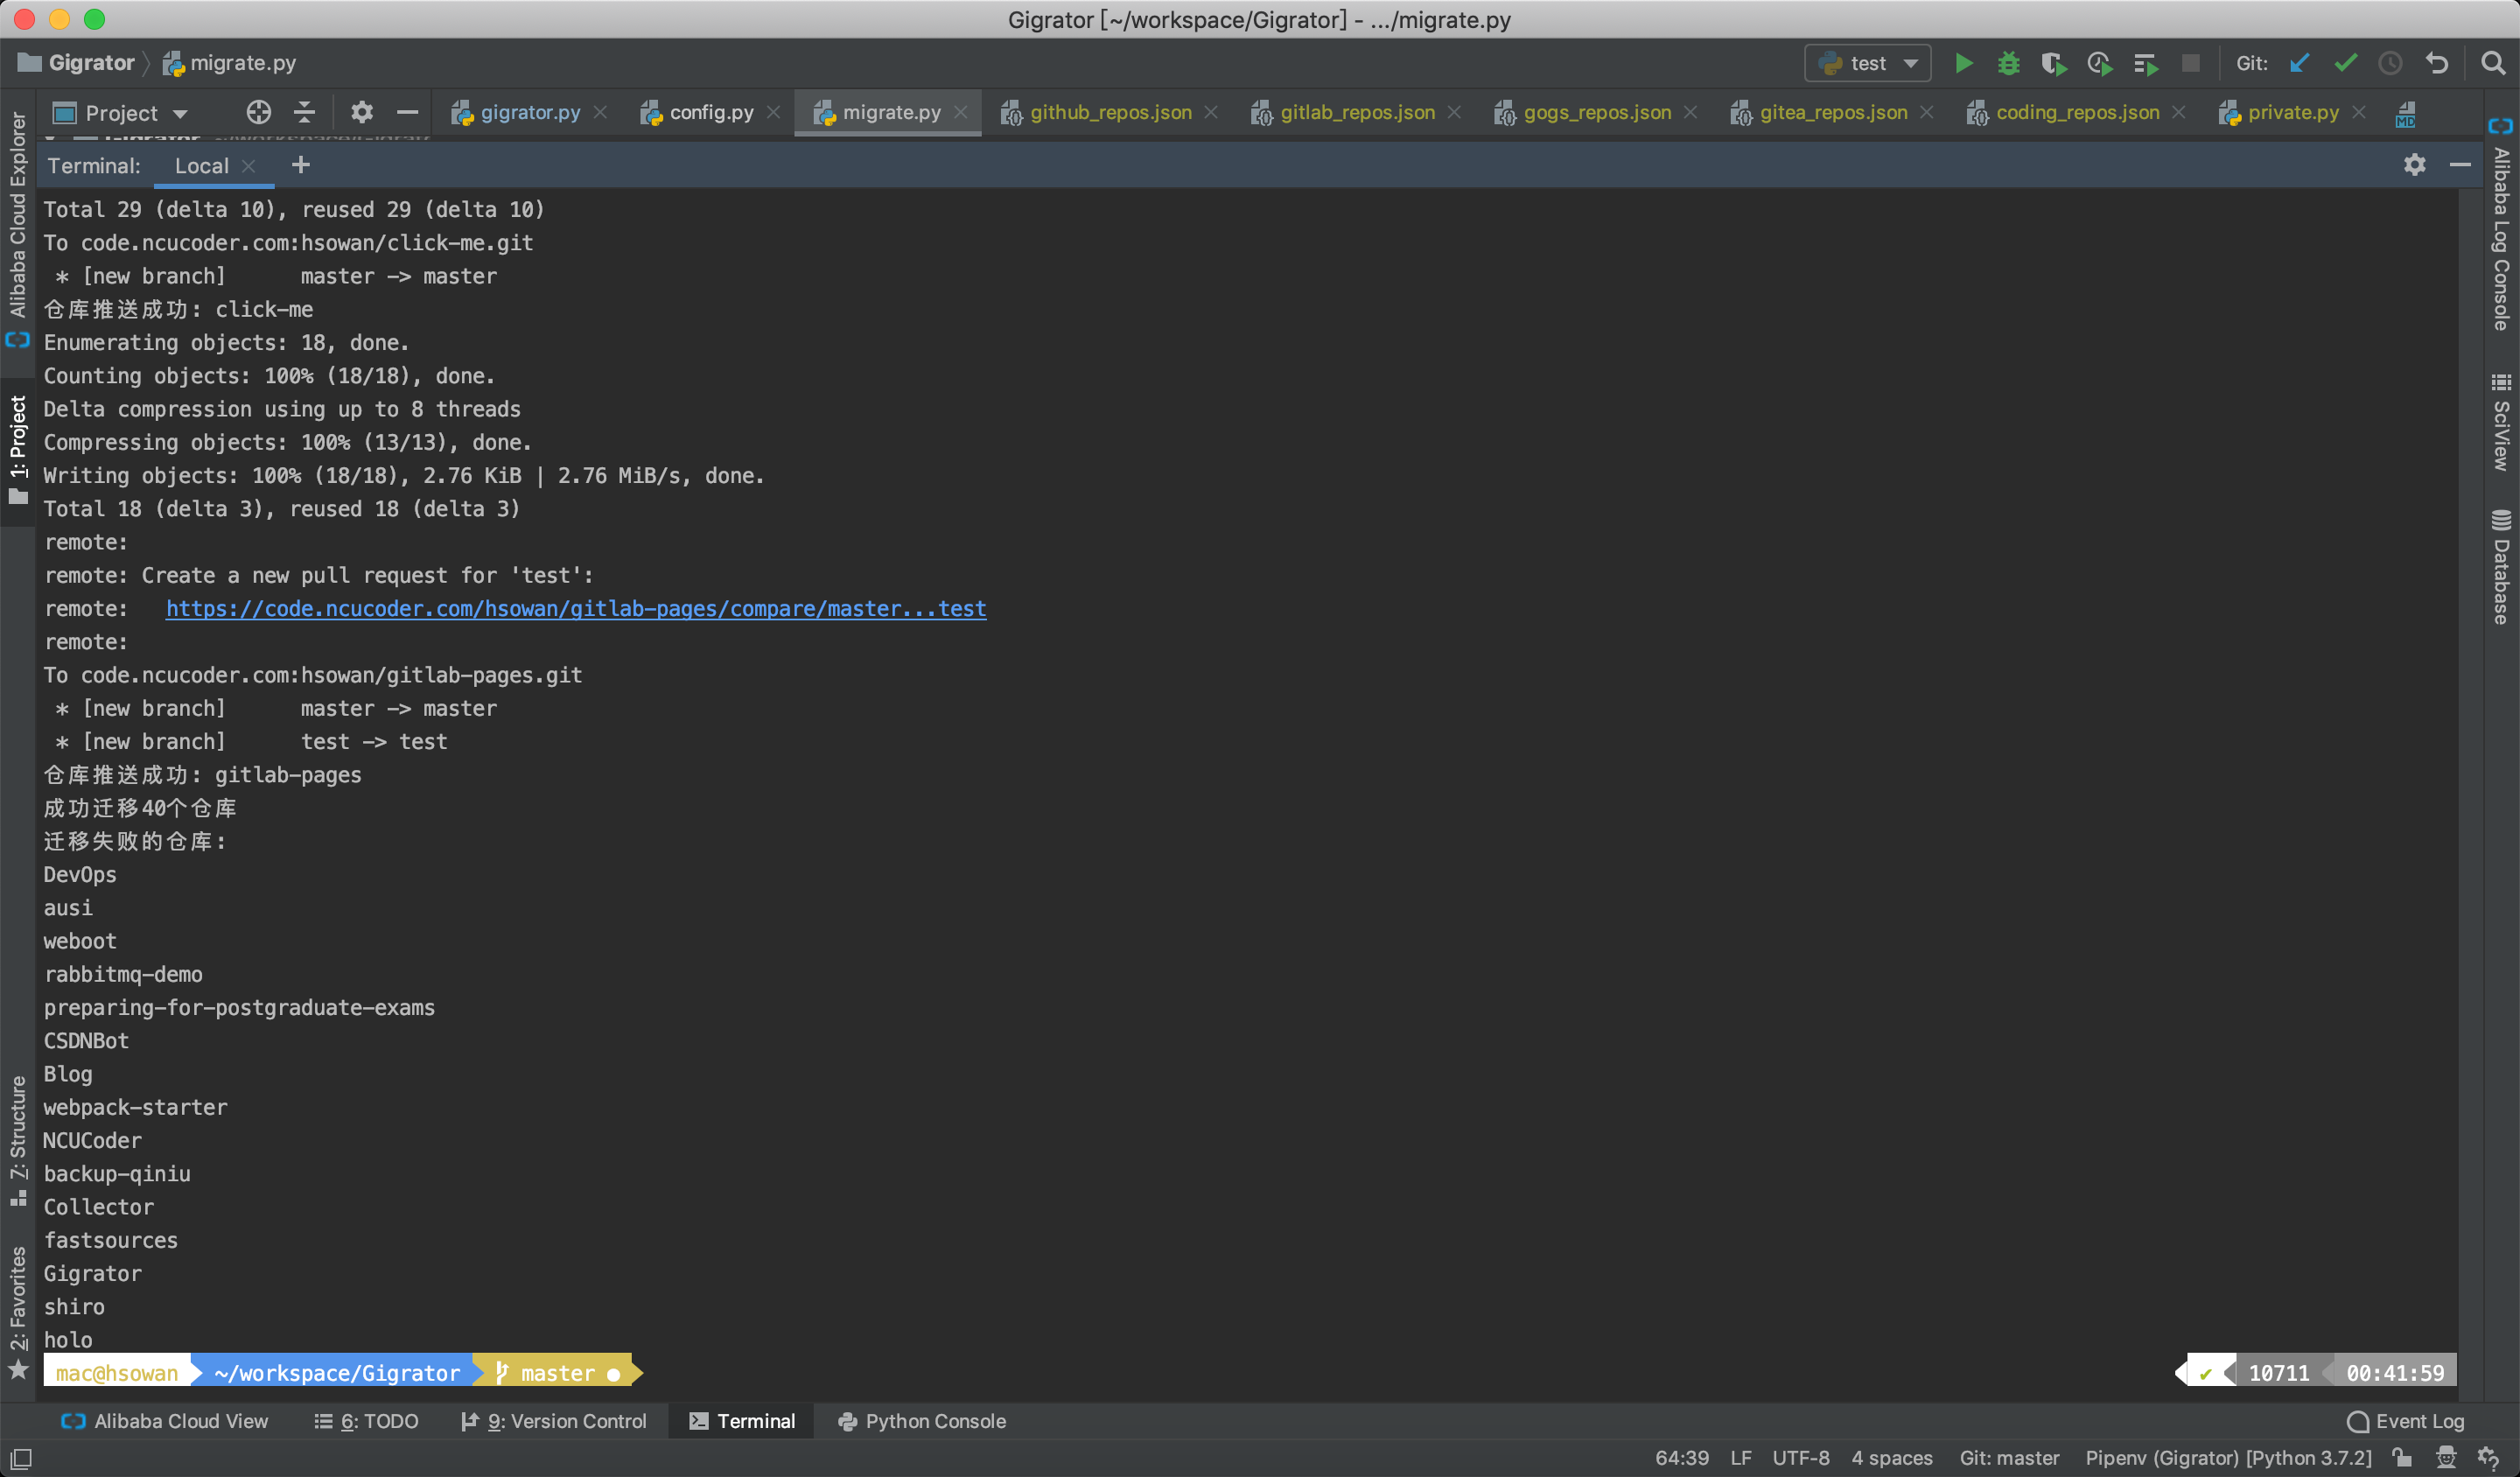 Gigrator [~/workspace/Gigrator] - .../migrate.py
Gigrator migrate.py test Git:
Project gigrator.py config.py migrate.py github_repos.json gitlab_repos.json gogs_repos.json gitea_repos.json coding_repos.json private.py MD
Terminal: Local +
Total 29 (delta 10), reused 29 (delta 10)
To code.ncucoder.com:hsowan/click-me.git
* [new branch] master -> master
仓库推送成功: click-me
Enumerating objects: 18, done.
Counting objects: 100% (18/18), done.
Delta compression using up to 8 threads
Compressing objects: 100% (13/13), done.
Writing objects: 100% (18/18), 2.76 KiB | 2.76 MiB/s, done.
Total 18 (delta 3), reused 18 (delta 3)
remote:
remote: Create a new pull request for 'test':
remote: https://code.ncucoder.com/hsowan/gitlab-pages/compare/master...test
remote:
To code.ncucoder.com:hsowan/gitlab-pages.git
* [new branch] master -> master
* [new branch] test -> test
仓库推送成功: gitlab-pages
成功迁移40个仓库
迁移失败的仓库:
DevOps
ausi
weboot
rabbitmq-demo
preparing-for-postgraduate-exams
CSDNBot
Blog
webpack-starter
NCUCoder
backup-qiniu
Collector
fastsources
Gigrator
shiro
holo
mac@hsowan ~/workspace/Gigrator master ● ✔ 10711 00:41:59
Alibaba Cloud Explorer
1: Project
7: Structure
2: Favorites
Alibaba Log Console
SciView
Database
Alibaba Cloud View 6: TODO 9: Version Control Terminal Python Console Event Log
64:39 LF UTF-8 4 spaces Git: master Pipenv (Gigrator) [Python 3.7.2]